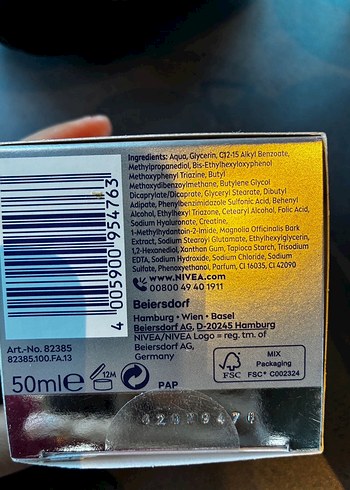 Ingredients: Aqua, Glycerin, C12-15 Alkyl Benzoate,
Methylpropanediol, Bis-Ethylhexyloxyphenol
Methoxyphenyl Triazine, Butyl
Methoxydibenzoylmethane, Butylene Glycol
Dicaprylate/Dicaprate, Glyceryl Stearate, Dibutyl
Adipate, Phenylbenzimidazole Sulfonic Acid, Behenyl
Alcohol, Ethylhexyl Triazone, Cetearyl Alcohol, Folic Acid,
Sodium Hyaluronate, Creatine,
1-Methylhydantoin-2-Imide, Magnolia Officinalis Bark
Extract, Sodium Stearoyl Glutamate, Ethylhexylglycerin,
1,2-Hexanediol, Xanthan Gum, Tapioca Starch, Trisodium
EDTA, Sodium Hydroxide, Sodium Chloride, Sodium
Sulfate, Phenoxyethanol, Parfum, CI 16035, CI 42090
www.NIVEA.com
00800 49 40 1911
Beiersdorf
Hamburg • Wien • Basel
Beiersdorf AG, D-20245 Hamburg
NIVEA/NIVEA Logo = reg. tm. of
Beiersdorf AG,
Germany
4 005900 954763
Art.-No. 82385
82385.100.FA.13
50ml e
12M
PAP
FSC
MIX
Packaging
FSC® C002324